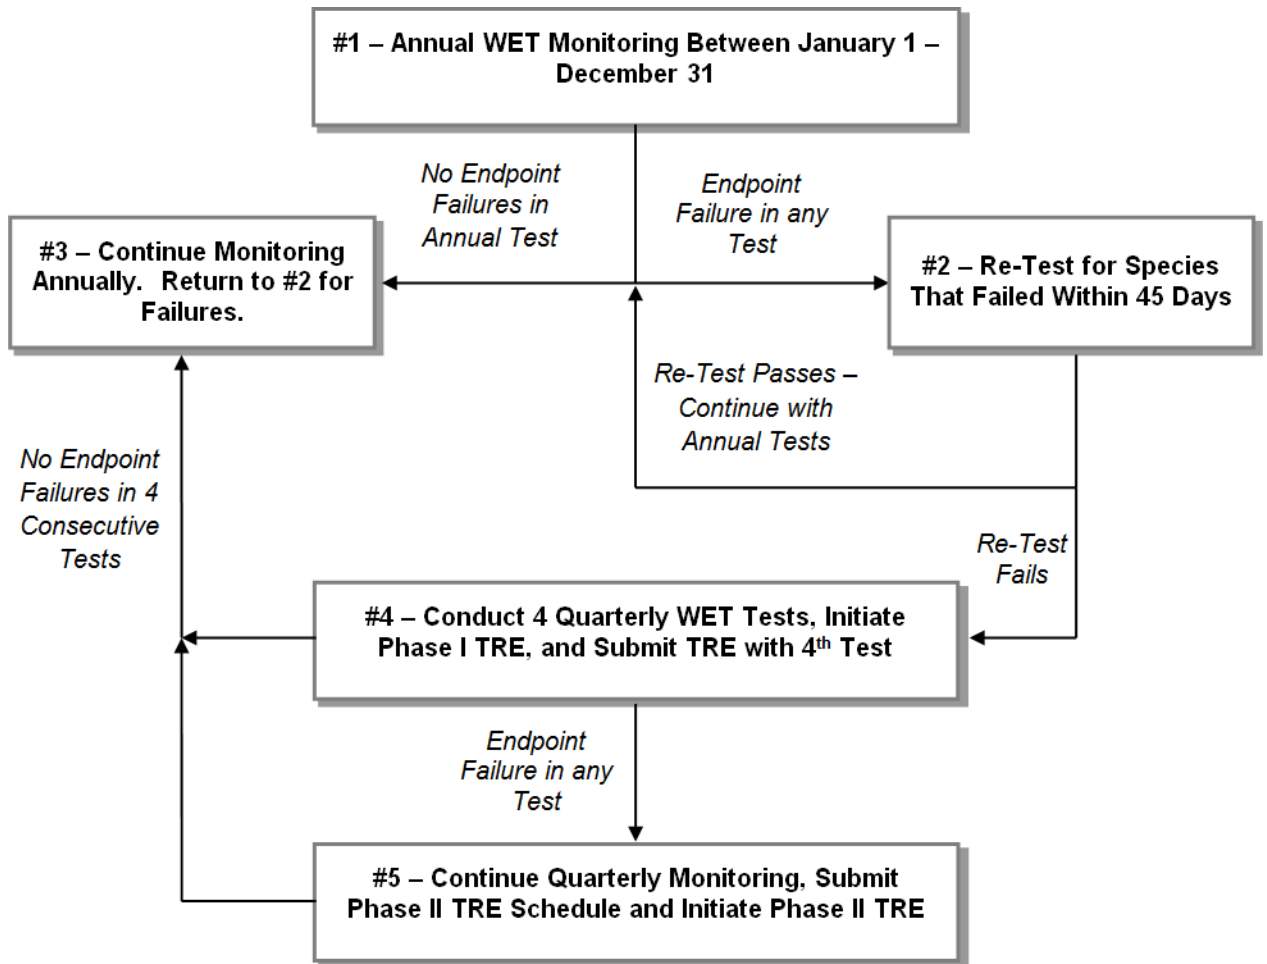 #1 – Annual WET Monitoring Between January 1 –
December 31
No Endpoint
Failures in
Annual Test
Endpoint
Failure in any
Test
#3 – Continue Monitoring
Annually.  Return to #2 for
Failures.
#2 – Re-Test for Species
That Failed Within 45 Days
Re-Test Passes –
Continue with
Annual Tests
No Endpoint
Failures in 4
Consecutive
Tests
Re-Test
Fails
#4 – Conduct 4 Quarterly WET Tests, Initiate
Phase I TRE, and Submit TRE with 4th Test
Endpoint
Failure in any
Test
#5 – Continue Quarterly Monitoring, Submit
Phase II TRE Schedule and Initiate Phase II TRE